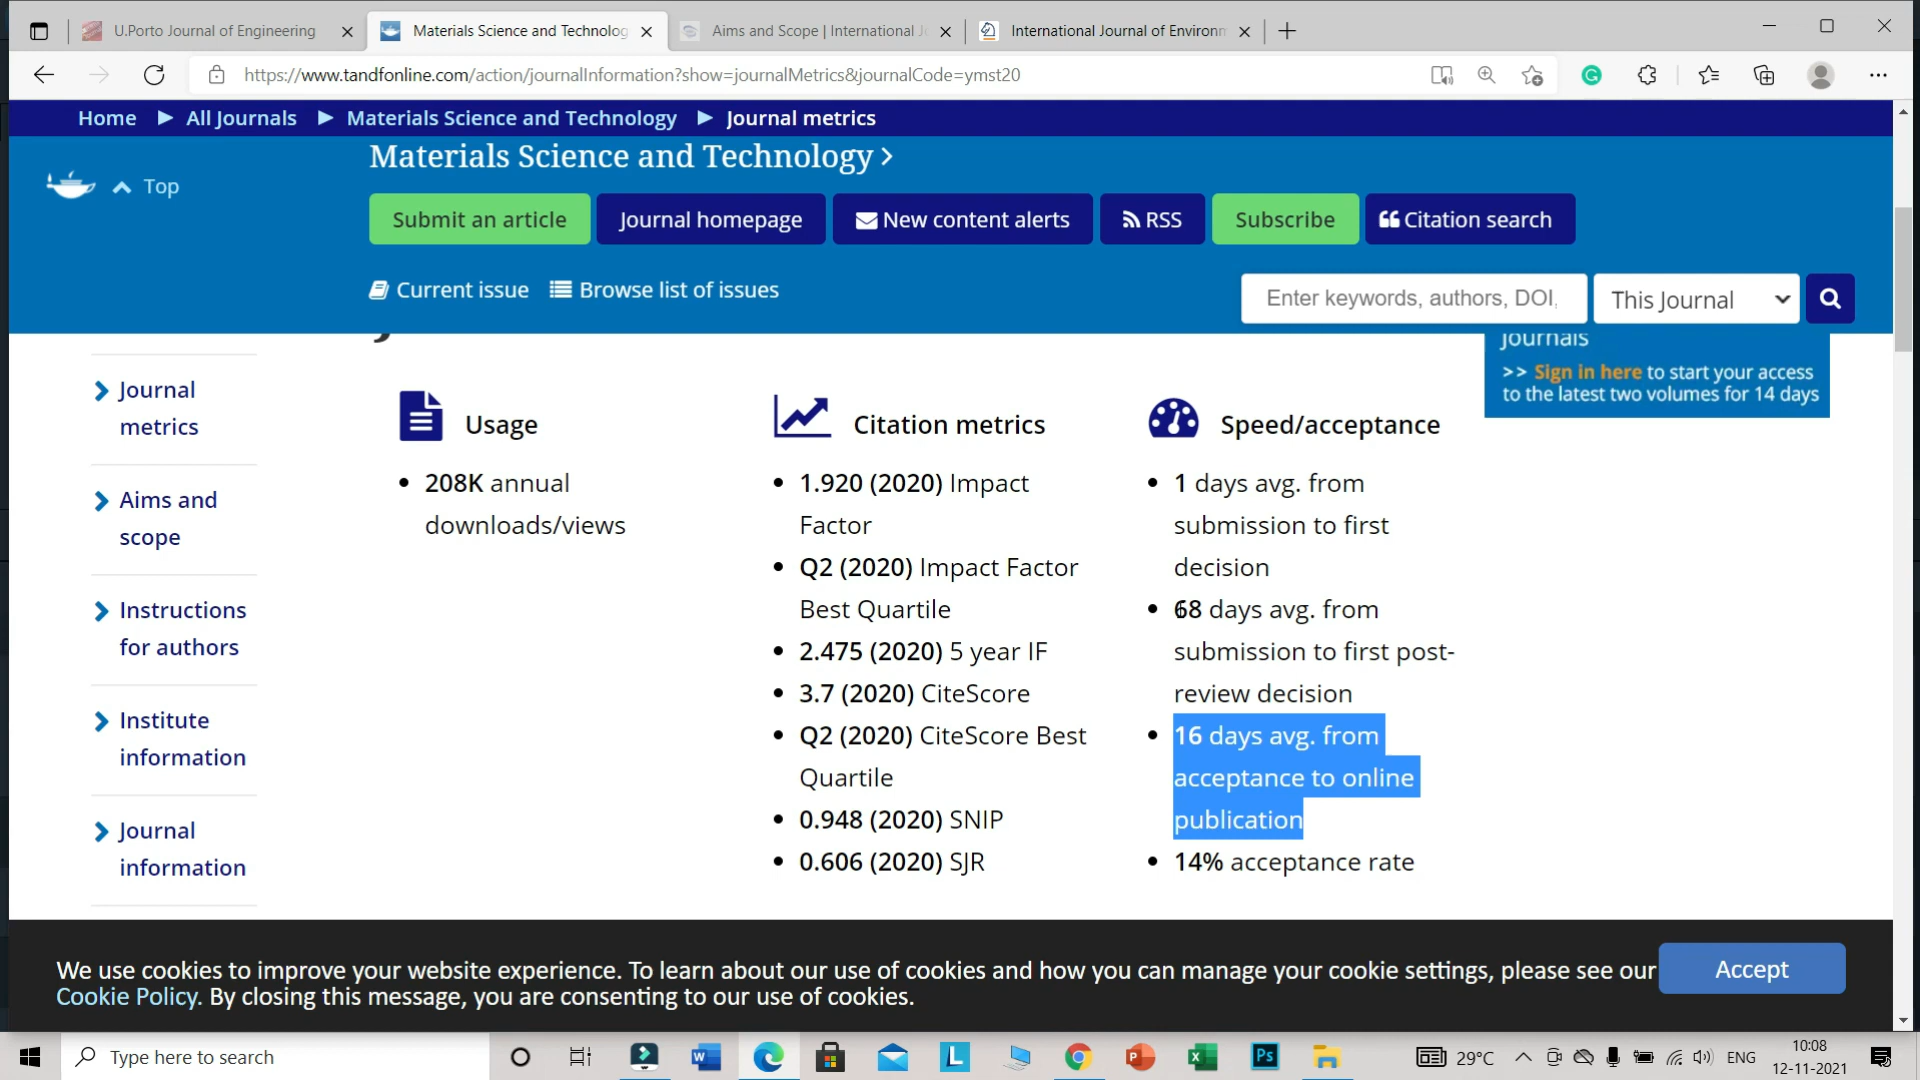 U.Porto Journal of Engineering
Materials Science and Technolog
Aims and Scope | International J
International Journal of Environm
https://www.tandfonline.com/action/journalInformation?show=journalMetrics&journalCode=ymst20
Home All Journals Materials Science and Technology Journal metrics
Materials Science and Technology
Top
Submit an article Journal homepage New content alerts RSS Subscribe Citation search
Current issue Browse list of issues
Enter keywords, authors, DOI,
This Journal
journals
>> Sign in here to start your access
to the latest two volumes for 14 days
Journal
metrics
Aims and
scope
Instructions
for authors
Institute
information
Journal
information
Usage
208K annual
downloads/views
Citation metrics
1.920 (2020) Impact
Factor
Q2 (2020) Impact Factor
Best Quartile
2.475 (2020) 5 year IF
3.7 (2020) CiteScore
Q2 (2020) CiteScore Best
Quartile
0.948 (2020) SNIP
0.606 (2020) SJR
Speed/acceptance
1 days avg. from
submission to first
decision
68 days avg. from
submission to first post-
review decision
16 days avg. from
acceptance to online
publication
14% acceptance rate
We use cookies to improve your website experience. To learn about our use of cookies and how you can manage your cookie settings, please see our
Cookie Policy. By closing this message, you are consenting to our use of cookies.
Accept
Type here to search
29°C
ENG
10:08
12-11-2021